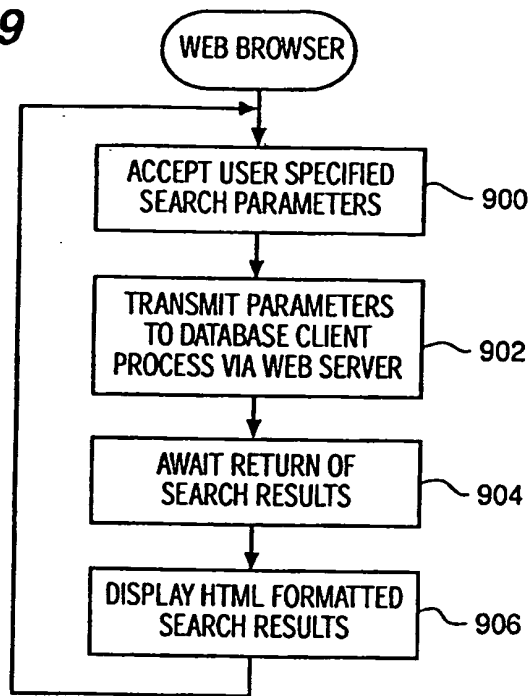 9
WEB BROWSER
ACCEPT USER SPECIFIED
SEARCH PARAMETERS
900
TRANSMIT PARAMETERS
TO DATABASE CLIENT
PROCESS VIA WEB SERVER
902
AWAIT RETURN OF
SEARCH RESULTS
904
DISPLAY HTML FORMATTED
SEARCH RESULTS
906